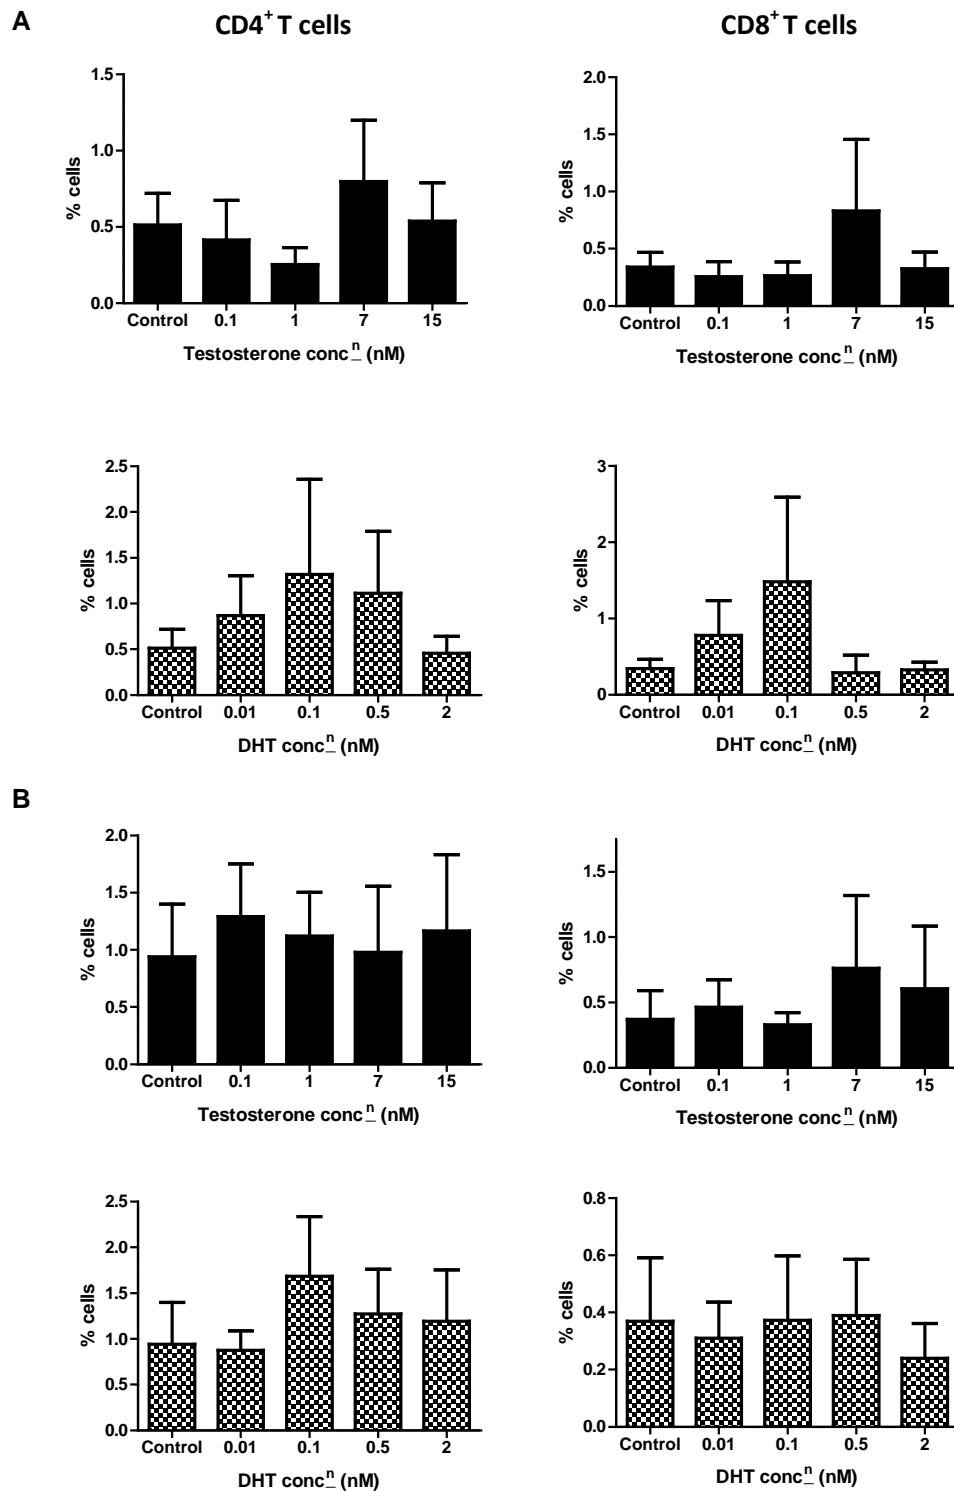 A
CD4+ T cells
CD8+ T cells
1.5
1.0
0.5
0.0
% cells
Control 0.1 1 7 15
Testosterone conc n (nM)
2.0
1.5
1.0
0.5
0.0
% cells
Control 0.1 1 7 15
Testosterone conc n (nM)
2.5
2.0
1.5
1.0
0.5
0.0
% cells
Control 0.01 0.1 0.5 2
DHT conc n (nM)
3
2
1
0
% cells
Control 0.01 0.1 0.5 2
DHT conc n (nM)
B
2.0
1.5
1.0
0.5
0.0
% cells
Control 0.1 1 7 15
Testosterone conc n (nM)
1.5
1.0
0.5
0.0
% cells
Control 0.1 1 7 15
Testosterone conc n (nM)
2.5
2.0
1.5
1.0
0.5
0.0
% cells
Control 0.01 0.1 0.5 2
DHT conc n (nM)
0.8
0.6
0.4
0.2
0.0
% cells
Control 0.01 0.1 0.5 2
DHT conc n (nM)